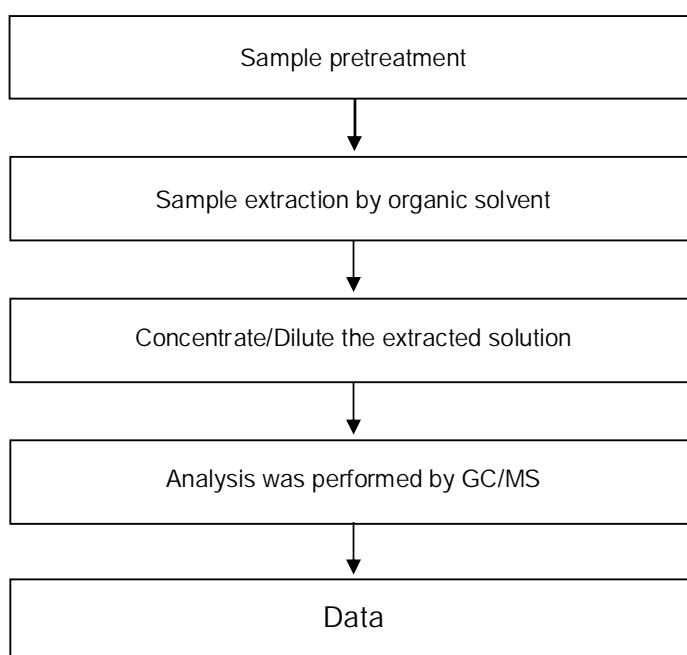 Sample pretreatment
Sample extraction by organic solvent
Concentrate/Dilute the extracted solution
Analysis was performed by GC/MS
Data